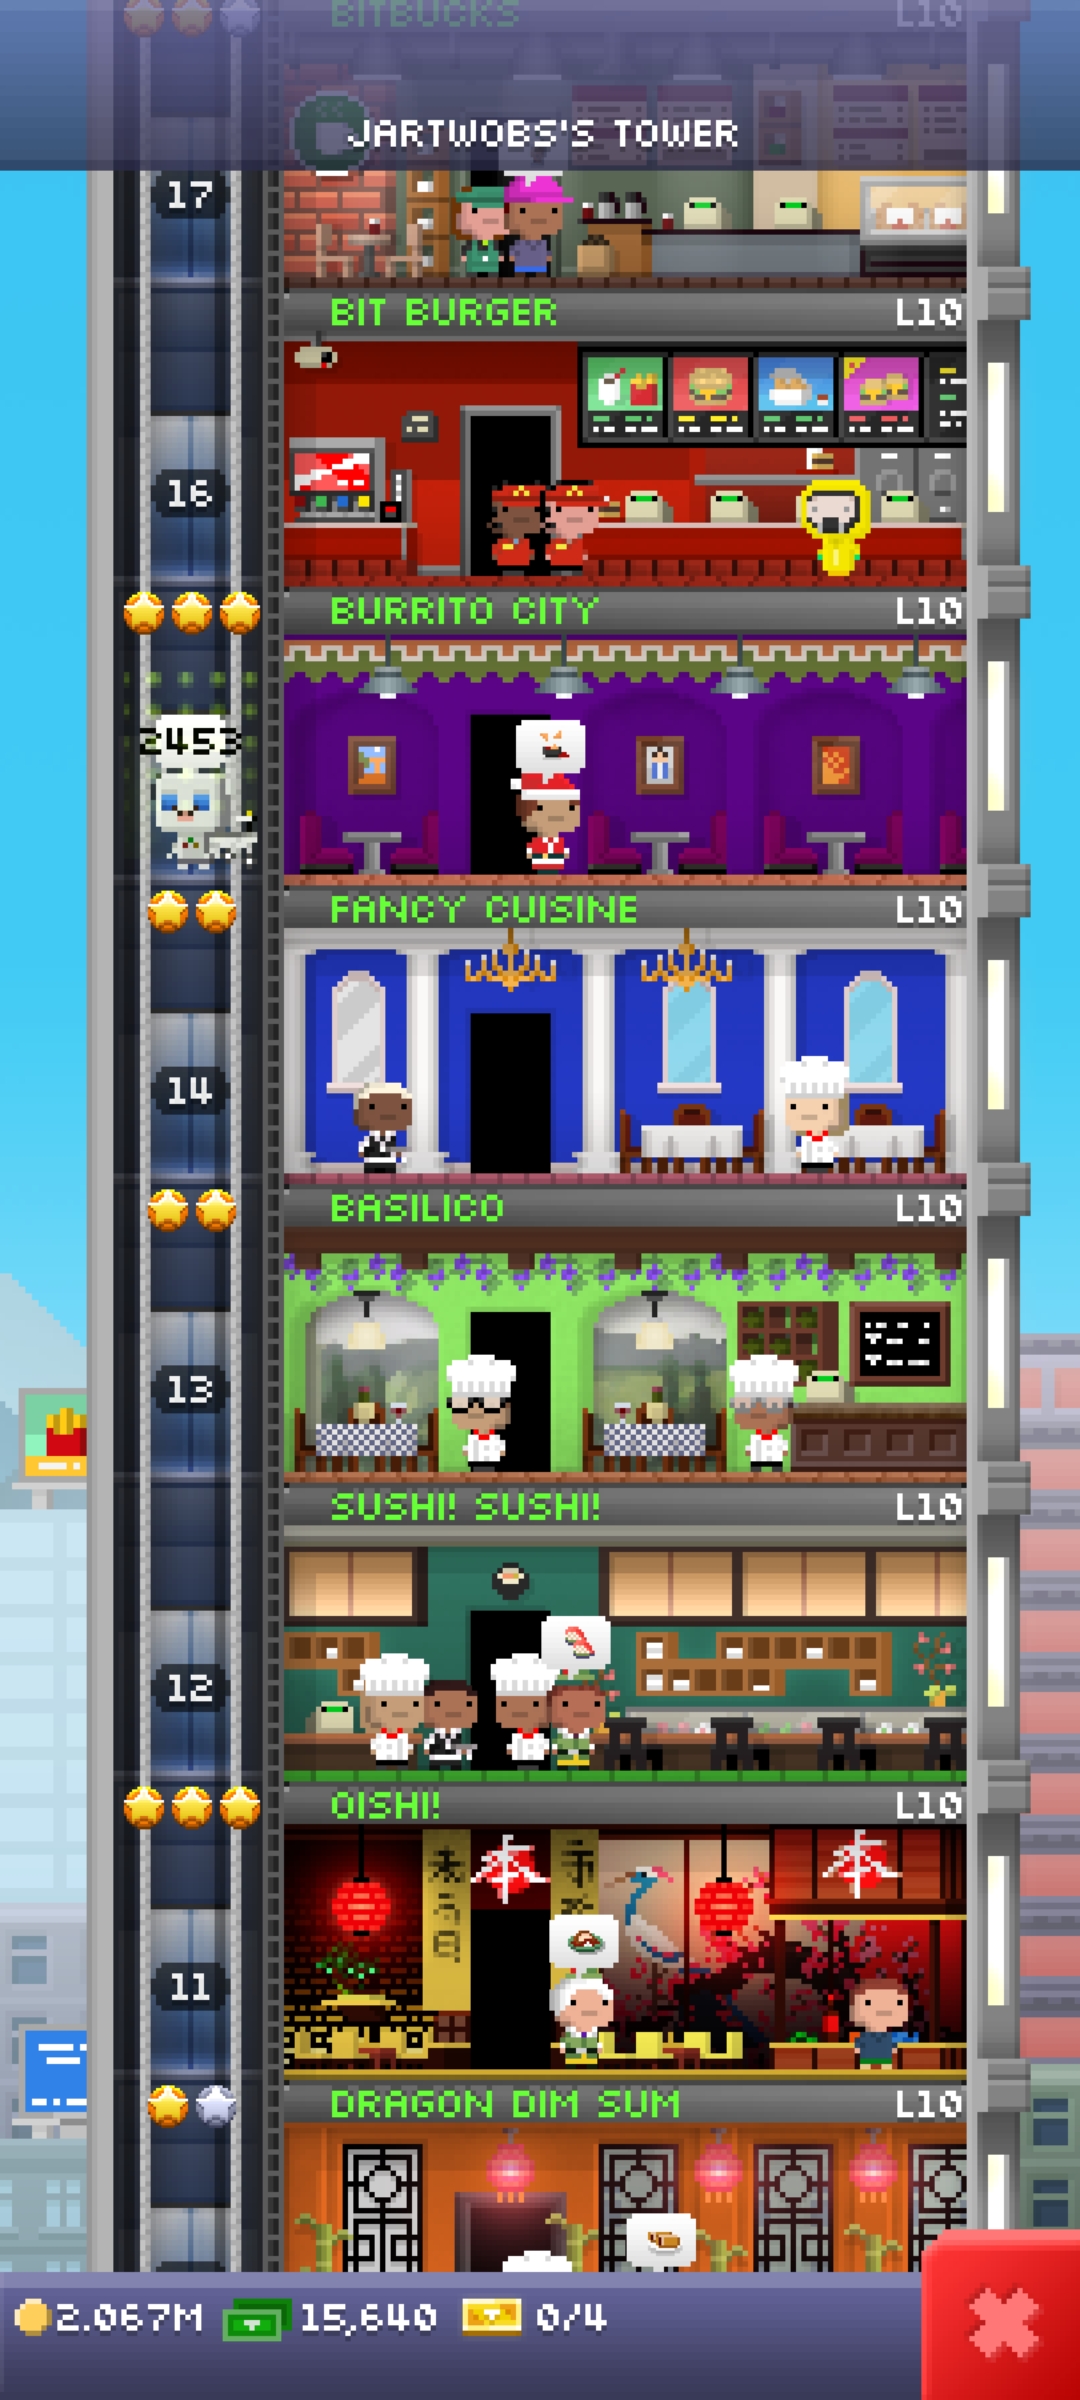 BITBUCKS L10
JARTWOBS'S TOWER
17
BIT BURGER L10
16
BURRITO CITY L10
2453
FANCY CUISINE L10
14
BASILICO L10
13
SUSHI! SUSHI! L10
12
OISHI! L10
11
DRAGON DIM SUM L10
2.067M 15,640 0/4